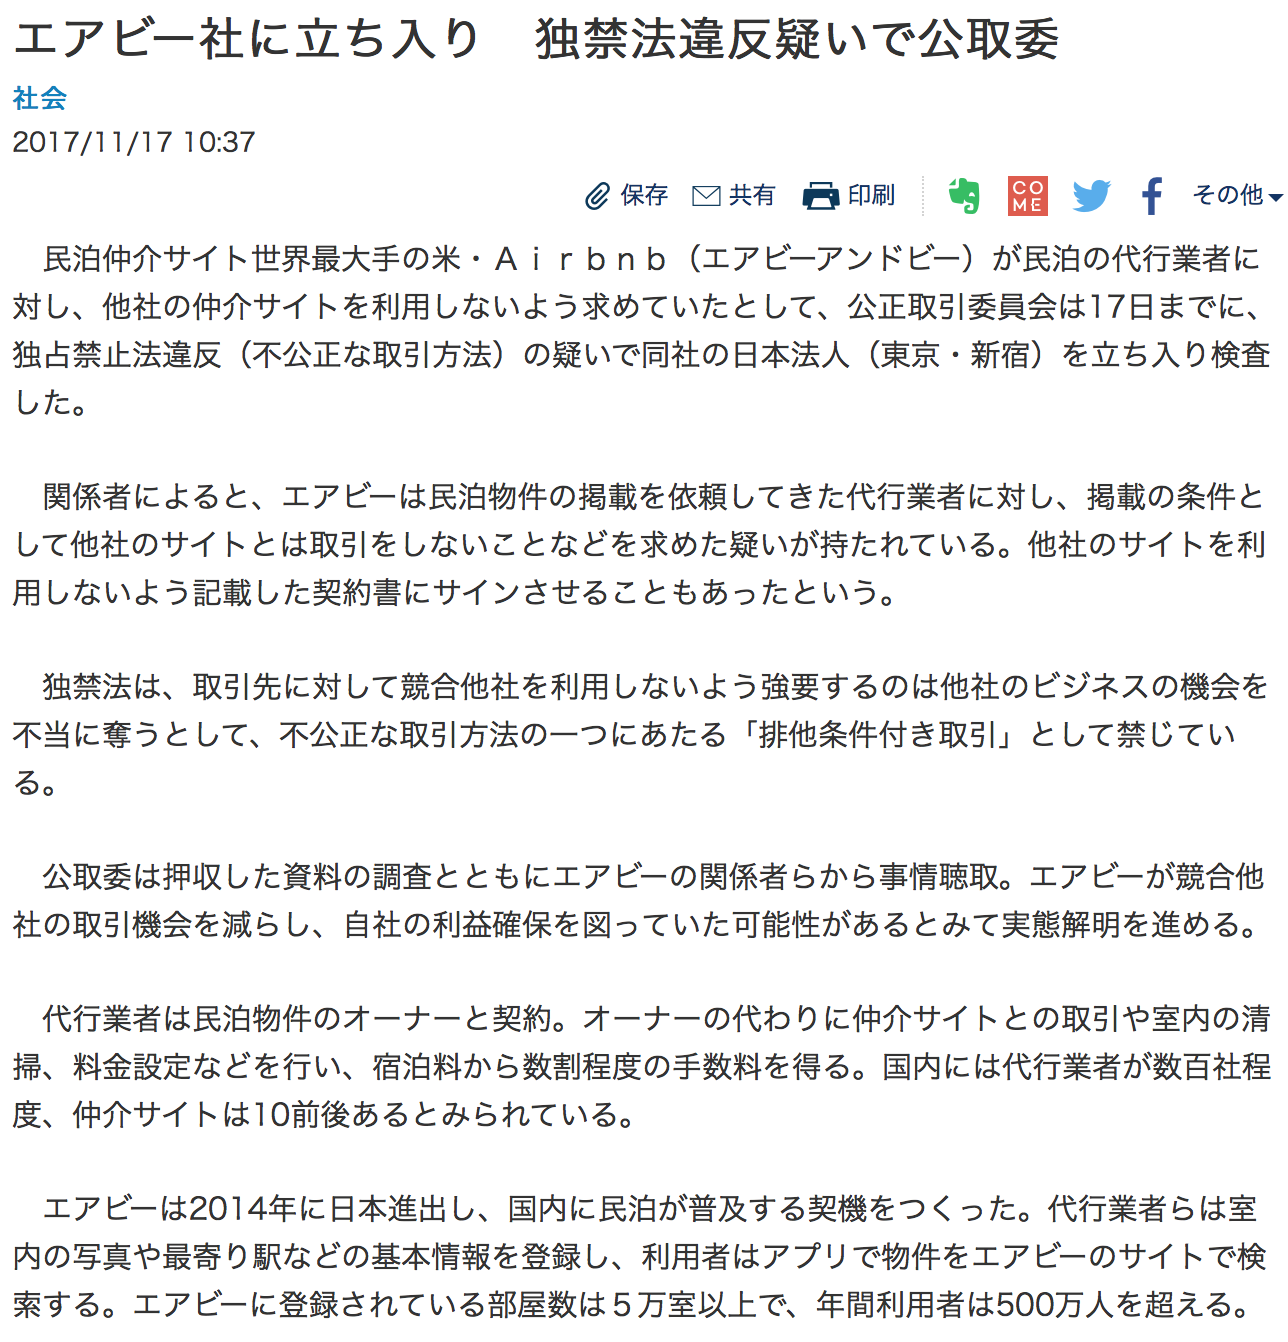 エアビー社に立ち入り　独禁法違反疑いで公取委
社会
2017/11/17 10:37
保存 共有 印刷 COME その他
　民泊仲介サイト世界最大手の米・Ａｉｒｂｎｂ（エアビーアンドビー）が民泊の代行業者に
対し、他社の仲介サイトを利用しないよう求めていたとして、公正取引委員会は17日までに、
独占禁止法違反（不公正な取引方法）の疑いで同社の日本法人（東京・新宿）を立ち入り検査
した。
　関係者によると、エアビーは民泊物件の掲載を依頼してきた代行業者に対し、掲載の条件と
して他社のサイトとは取引をしないことなどを求めた疑いが持たれている。他社のサイトを利
用しないよう記載した契約書にサインさせることもあったという。
　独禁法は、取引先に対して競合他社を利用しないよう強要するのは他社のビジネスの機会を
不当に奪うとして、不公正な取引方法の一つにあたる「排他条件付き取引」として禁じてい
る。
　公取委は押収した資料の調査とともにエアビーの関係者らから事情聴取。エアビーが競合他
社の取引機会を減らし、自社の利益確保を図っていた可能性があるとみて実態解明を進める。
　代行業者は民泊物件のオーナーと契約。オーナーの代わりに仲介サイトとの取引や室内の清
掃、料金設定などを行い、宿泊料から数割程度の手数料を得る。国内には代行業者が数百社程
度、仲介サイトは10前後あるとみられている。
　エアビーは2014年に日本進出し、国内に民泊が普及する契機をつくった。代行業者らは室
内の写真や最寄り駅などの基本情報を登録し、利用者はアプリで物件をエアビーのサイトで検
索する。エアビーに登録されている部屋数は５万室以上で、年間利用者は500万人を超える。